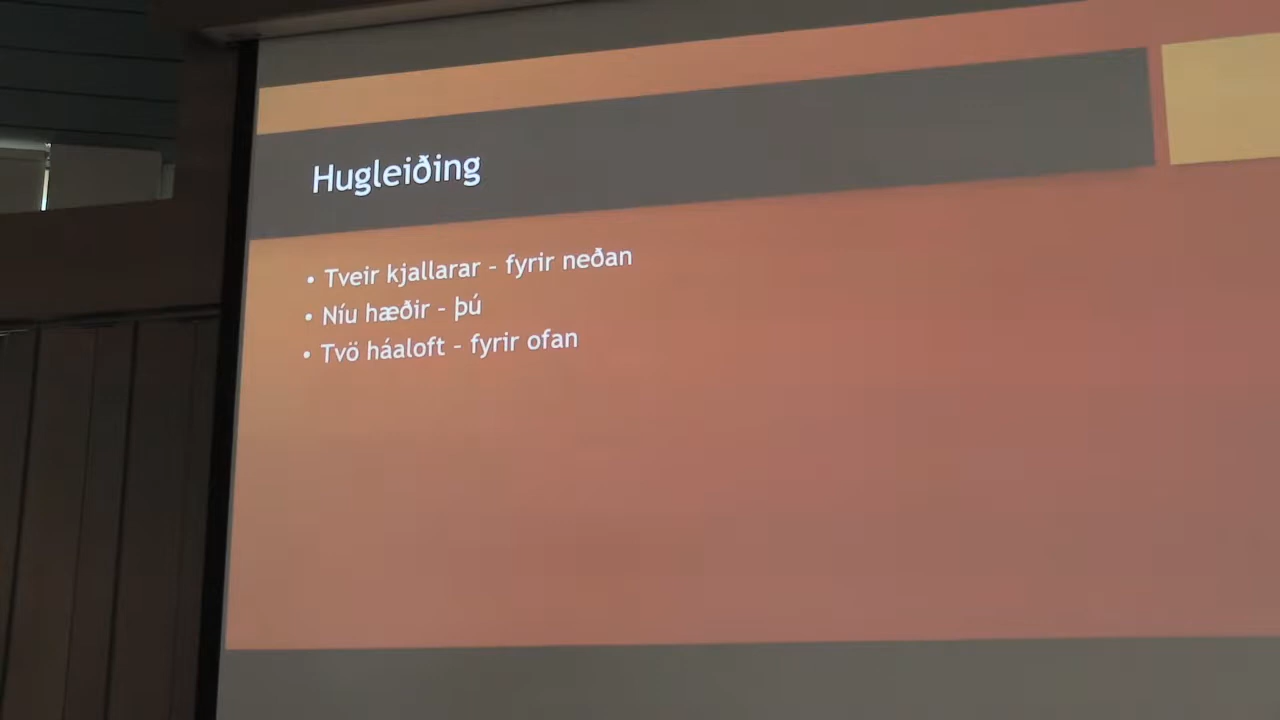 Hugleiðing
• Tveir kjallarar – fyrir neðan
• Níu hæðir – þú
• Tvö háaloft – fyrir ofan